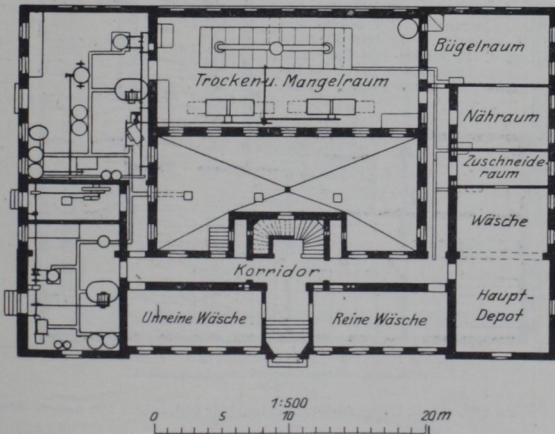 Bügelraum
Trocken-u. Mangelraum
Nähraum
Zuschneide-
raum
Wäsche
Korridor
Haupt-
Depot
Unreine Wäsche
Reine Wäsche
1:500
0 5 10 20m